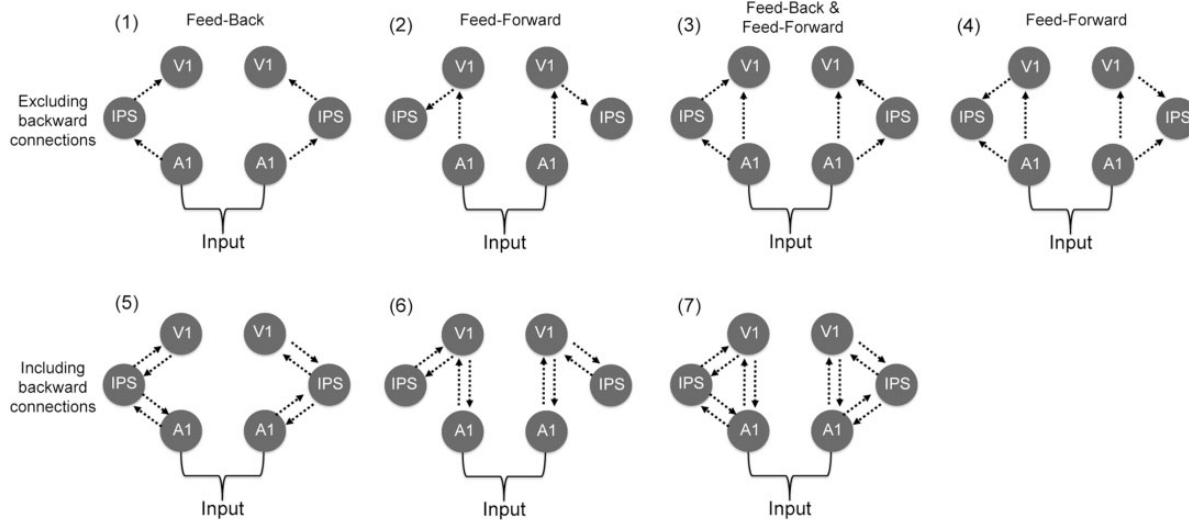 (1) Feed-Back
(2) Feed-Forward
Feed-Back &
(3) Feed-Forward
(4) Feed-Forward
V1 V1 V1 V1 V1 V1 V1 V1
Excluding
backward
connections
IPS IPS IPS IPS IPS IPS IPS IPS
A1 A1 A1 A1 A1 A1 A1 A1
Input Input Input Input
(5) (6) (7)
V1 V1 V1 V1 V1 V1
Including
backward
connections
IPS IPS IPS IPS IPS IPS
A1 A1 A1 A1 A1 A1
Input Input Input